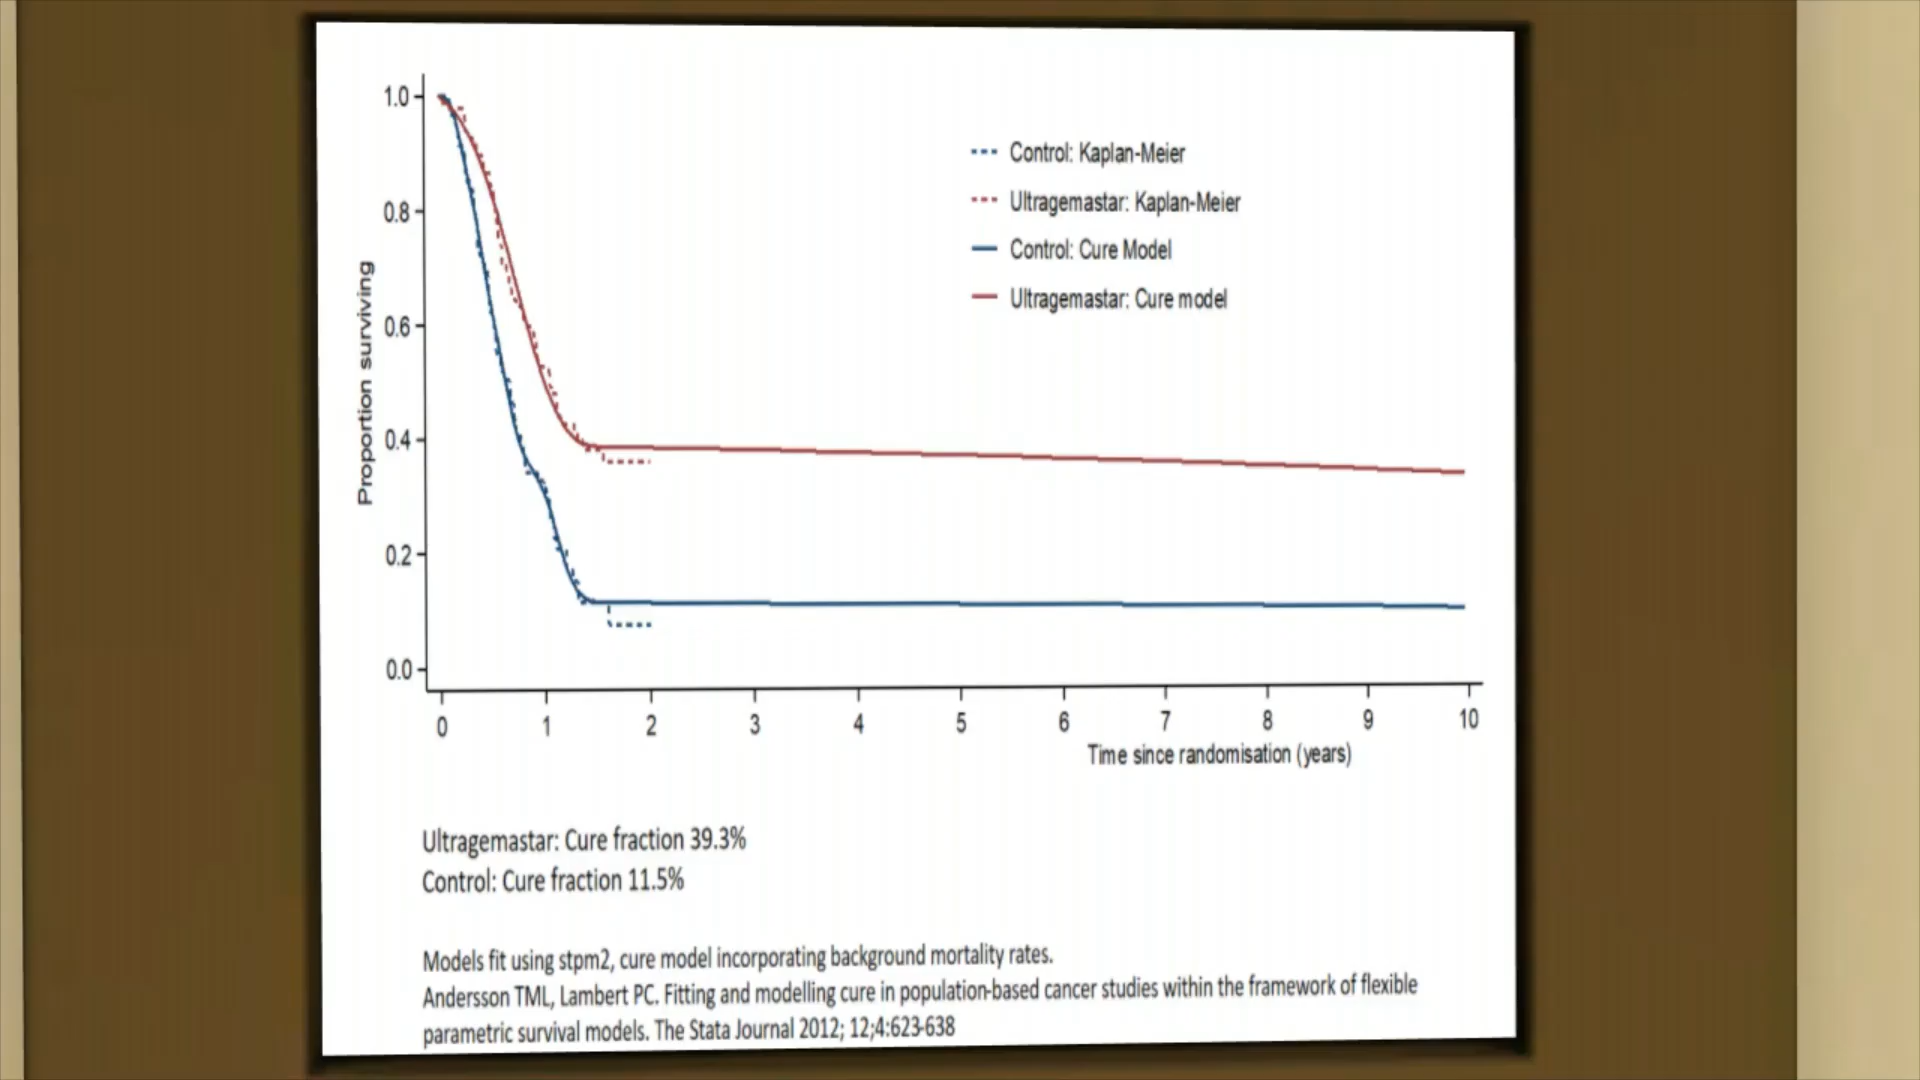 1.0
0.8
0.6
0.4
0.2
0.0
Proportion surviving
Control: Kaplan-Meier
Ultragemastar: Kaplan-Meier
Control: Cure Model
Ultragemastar: Cure model
0 1 2 3 4 5 6 7 8 9 10
Time since randomisation (years)
Ultragemastar: Cure fraction 39.3%
Control: Cure fraction 11.5%
Models fit using stpm2, cure model incorporating background mortality rates.
Andersson TML, Lambert PC. Fitting and modelling cure in population-based cancer studies within the framework of flexible
parametric survival models. The Stata Journal 2012; 12;4:623-638